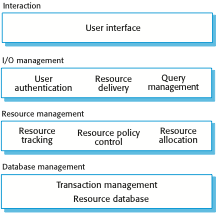 Interaction
User interface
I/O management
User authentication
Resource delivery
Query management
Resource management
Resource tracking
Resource policy control
Resource allocation
Database management
Transaction management
Resource database